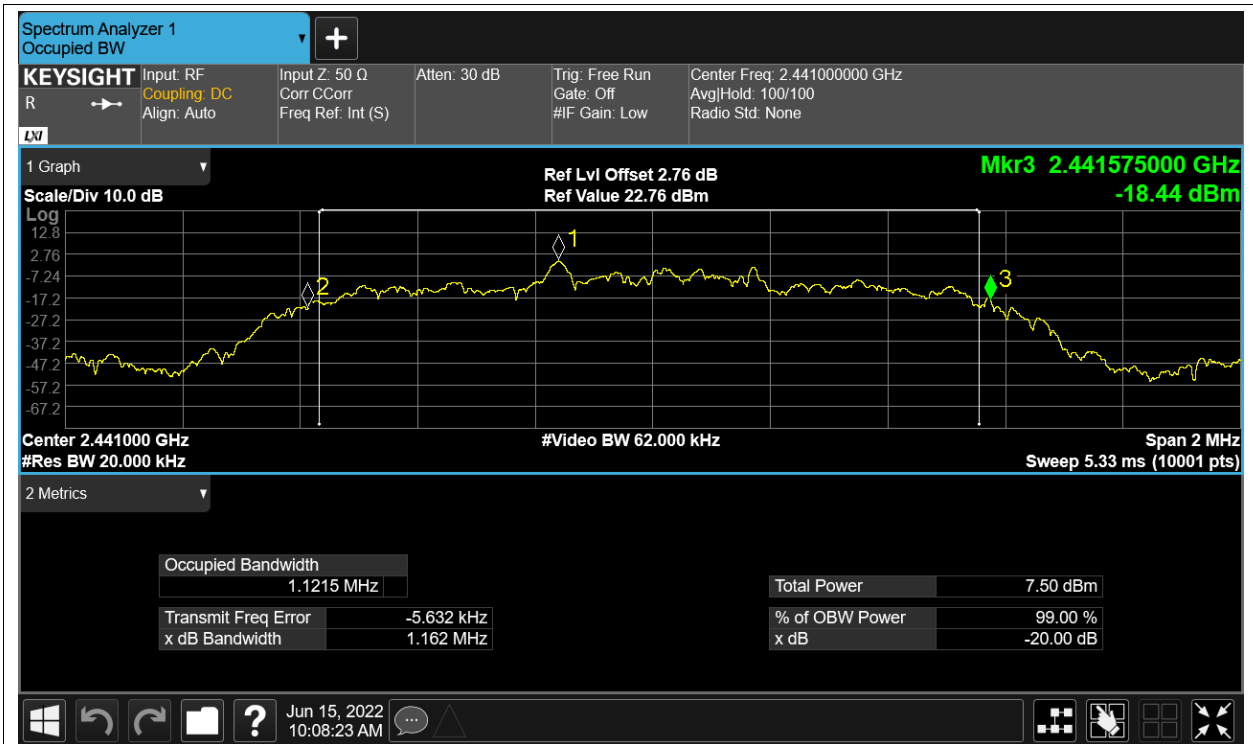 Spectrum Analyzer 1
Occupied BW
KEYSIGHT
R
LXI
Input: RF
Coupling: DC
Align: Auto
Input Z: 50 Ω
Corr CCorr
Freq Ref: Int (S)
Atten: 30 dB
Trig: Free Run
Gate: Off
#IF Gain: Low
Center Freq: 2.441000000 GHz
Avg|Hold: 100/100
Radio Std: None
1 Graph
Scale/Div 10.0 dB
Ref Lvl Offset 2.76 dB
Ref Value 22.76 dBm
Mkr3 2.441575000 GHz
-18.44 dBm
Log
12.8
2.76
-7.24
-17.2
-27.2
-37.2
-47.2
-57.2
-67.2
1
2
3
Center 2.441000 GHz
#Res BW 20.000 kHz
#Video BW 62.000 kHz
Span 2 MHz
Sweep 5.33 ms (10001 pts)
2 Metrics
Occupied Bandwidth
1.1215 MHz
Transmit Freq Error -5.632 kHz
x dB Bandwidth 1.162 MHz
Total Power 7.50 dBm
% of OBW Power 99.00 %
x dB -20.00 dB
?
Jun 15, 2022
10:08:23 AM